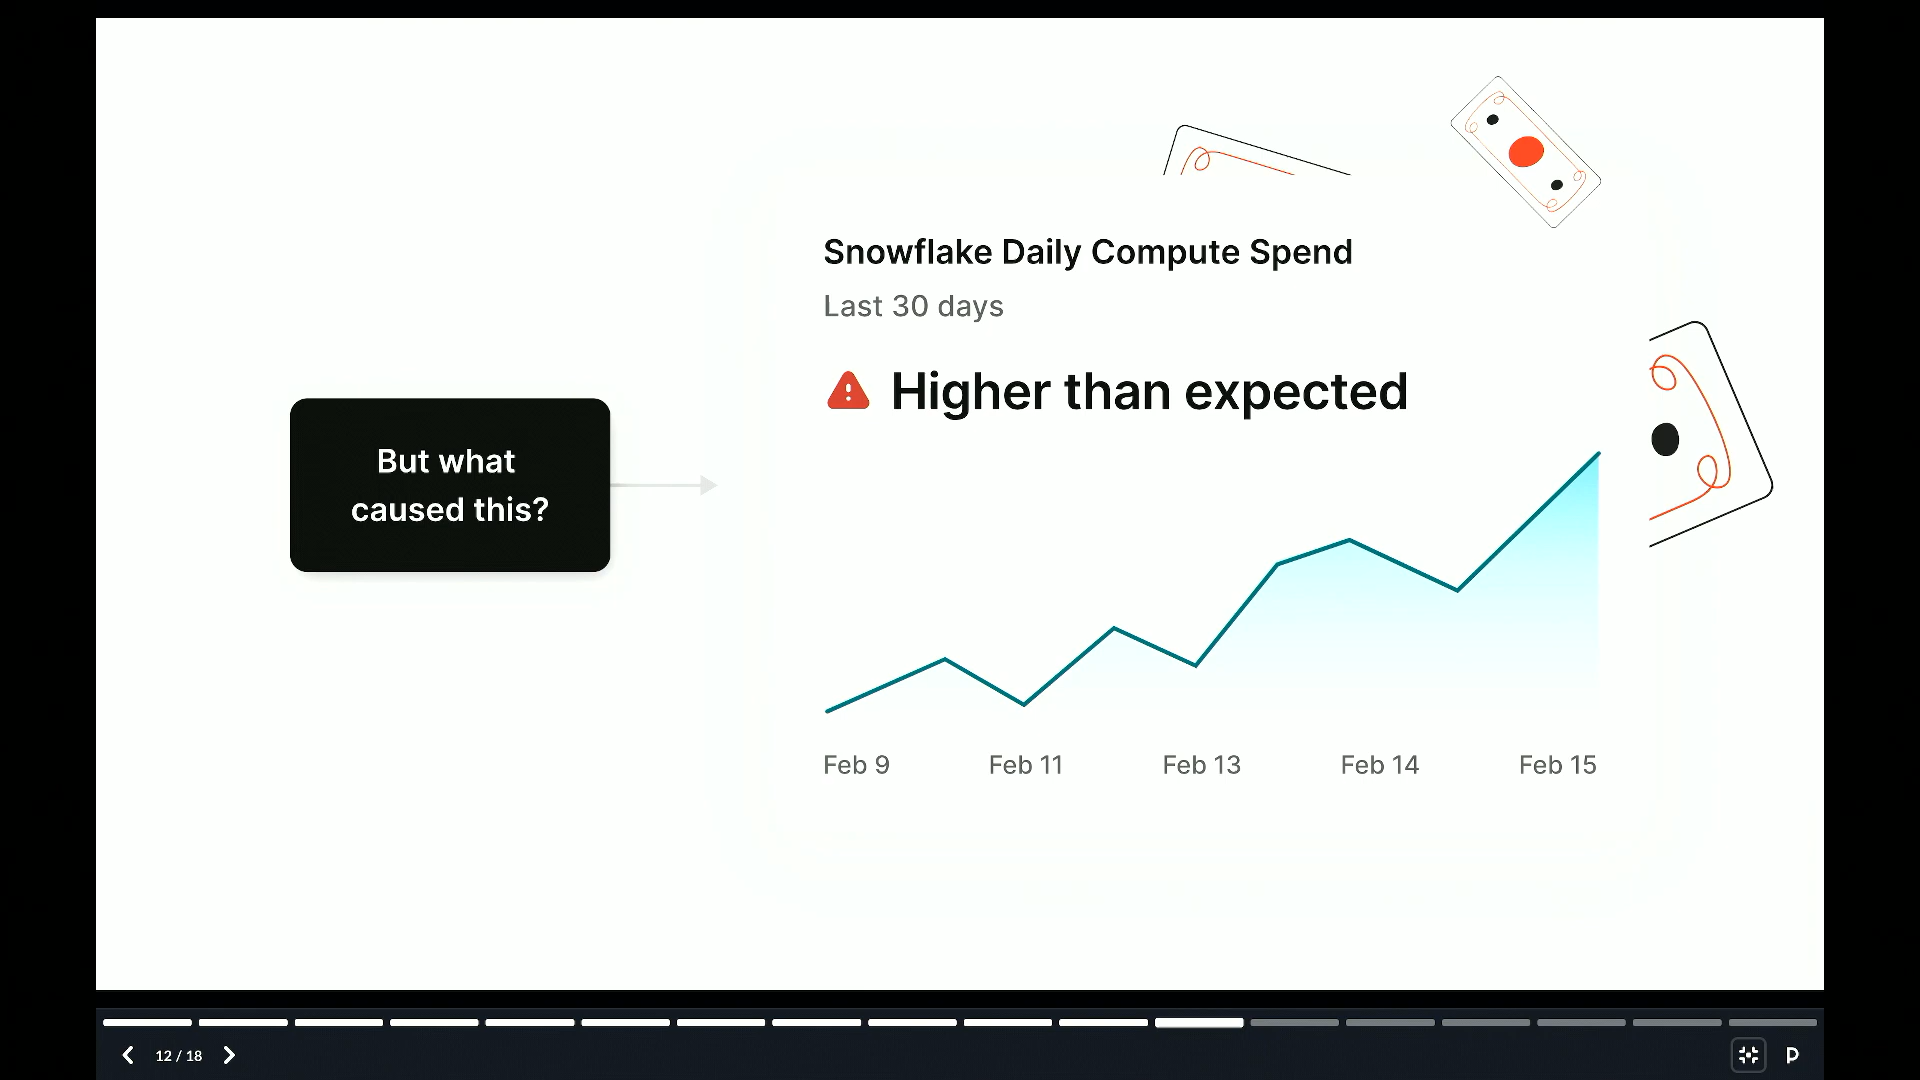 Snowflake Daily Compute Spend
Last 30 days
Higher than expected
But what
caused this?
Feb 9
Feb 11
Feb 13
Feb 14
Feb 15
12 / 18